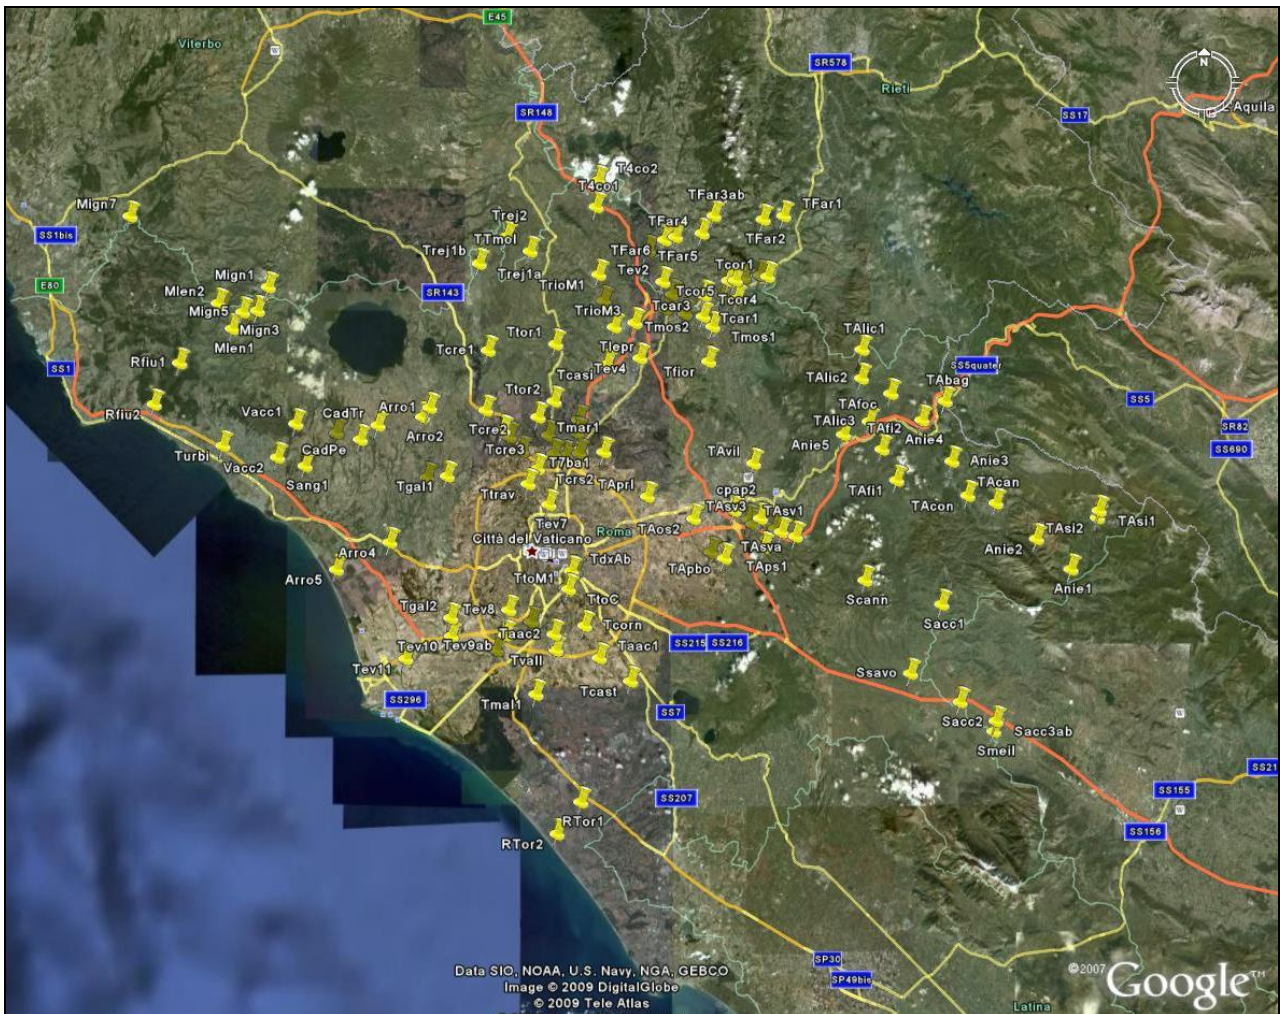 E45
Viterbo
SR578
Rieti
SR148
SS17
N
L'Aquila
T4co2
T4co1
Mign7
TFar3ab
TFar1
TFar4
TFar2
Trej2
TTmol
SS1bis
Trej1b
TFar6
TFar5
Trej1a
Tev2
Tcor1
Mign1
E80
TrioM1
Mlen2
SR143
Tcor5
Tcor4
Mign5
TrioM3
Tcar3
Tcar1
Mign3
Tmos2
Ttor1
TAlic1
Tmos1
Mlen1
Tcre1
Tlepr
Rfiu1
Tev4
SS5quater
SS1
Tcasi
Tfior
TAlic2
TAbag
Ttor2
SS5
Arro1
TAfoc
Rfiu2
Vacc1
CadTr
TAlic3
SR82
Arro2
Tcre2
Tmar1
TAfi2
Anie4
Anie5
Tcre3
SS690
CadPe
TAvil
Turbi
Vacc2
T7ba1
Anie3
Sang1
Tgal1
Tcrs2
TAcan
Ttrav
TAprl
cpap2
TAfi1
TAcon
TAsv3
TAsv1
Tev7
Roma
TAos2
TAsi2
TAsi1
Città del Vaticano
TAsva
Anie2
Arro4
TdxAb
TApbo
TAps1
Arro5
TtoM1
Anie1
TtoC
Scann
Tgal2
Tev8
Tcorn
Sacc1
Taac2
SS215
SS216
Tev10
Tev9ab
Taac1
Tvall
Tev11
Ssavo
Tcast
SS296
Tmal1
SS7
Sacc2
Sacc3ab
Smeil
SS155
SS207
RTor1
SS156
RTor2
SP30
SP49bis
Data SIO, NOAA, U.S. Navy, NGA, GEBCO
Image © 2009 DigitalGlobe
© 2009 Tele Atlas
©2007 Google™
Latina